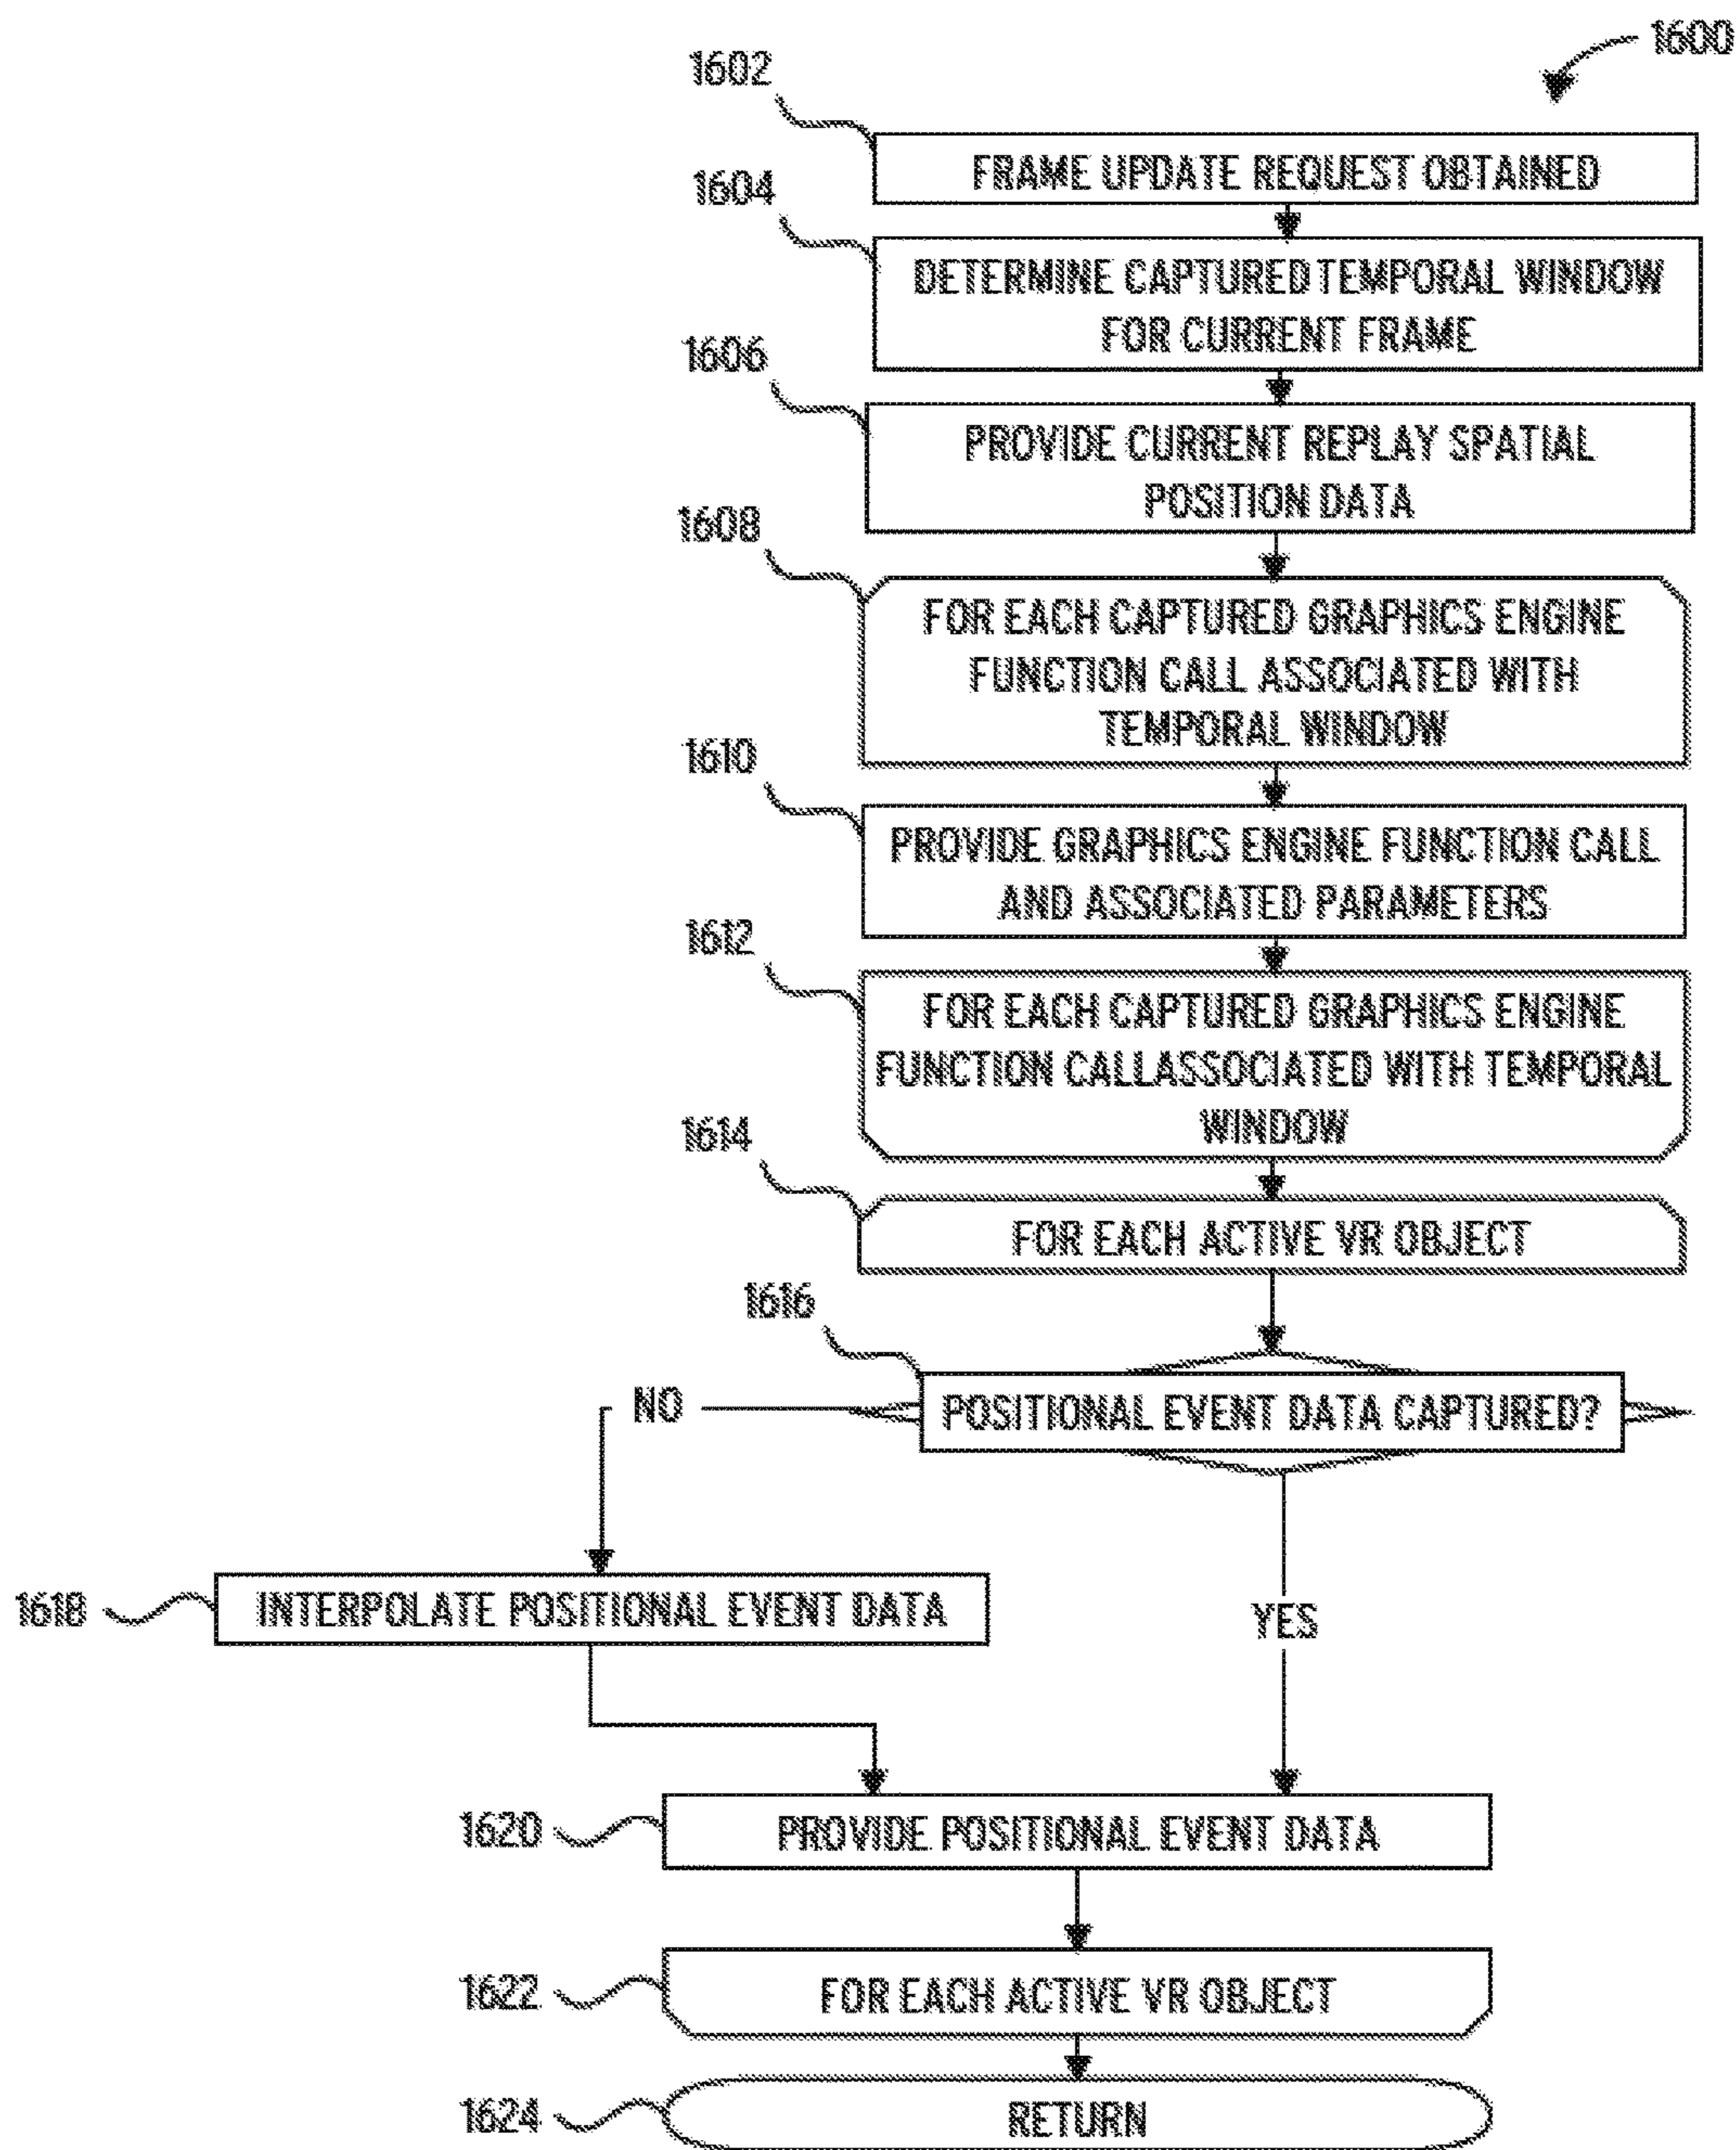 1600
1602
FRAME UPDATE REQUEST OBTAINED
1604
DETERMINE CAPTURED TEMPORAL WINDOW
FOR CURRENT FRAME
1606
PROVIDE CURRENT REPLAY SPATIAL
POSITION DATA
1608
FOR EACH CAPTURED GRAPHICS ENGINE
FUNCTION CALL ASSOCIATED WITH
TEMPORAL WINDOW
1610
PROVIDE GRAPHICS ENGINE FUNCTION CALL
AND ASSOCIATED PARAMETERS
1612
FOR EACH CAPTURED GRAPHICS ENGINE
FUNCTION CALLASSOCIATED WITH TEMPORAL
WINDOW
1614
FOR EACH ACTIVE VR OBJECT
1616
POSITIONAL EVENT DATA CAPTURED?
NO
1618
INTERPOLATE POSITIONAL EVENT DATA
YES
1620
PROVIDE POSITIONAL EVENT DATA
1622
FOR EACH ACTIVE VR OBJECT
1624
RETURN